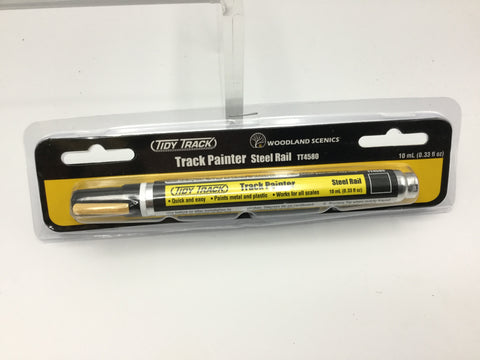 TIDY TRACK WOODLAND SCENICS
Track Painter Steel Rail TT4580 10 mL (0.33 fl oz)
TIDY TRACK Track Painter Steel Rail TT4580
• Quick and easy • Paints metal and plastic • Works for all scales 10 mL (0.33 fl oz)